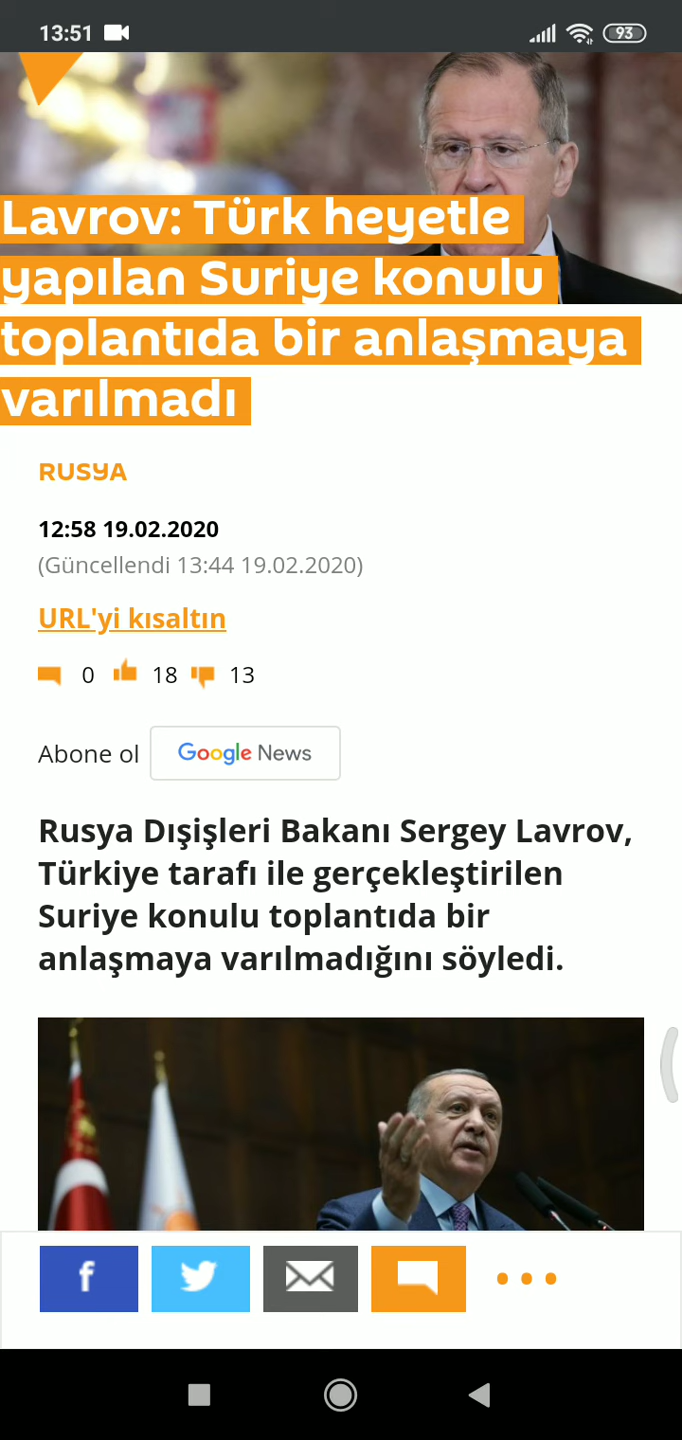 13:51
93
Lavrov: Türk heyetle
yapılan Suriye konulu
toplantıda bir anlaşmaya
varılmadı
RUSYA
12:58 19.02.2020
(Güncellendi 13:44 19.02.2020)
URL'yi kısaltın
0 18 13
Abone ol Google News
Rusya Dışişleri Bakanı Sergey Lavrov,
Türkiye tarafı ile gerçekleştirilen
Suriye konulu toplantıda bir
anlaşmaya varılmadığını söyledi.
f